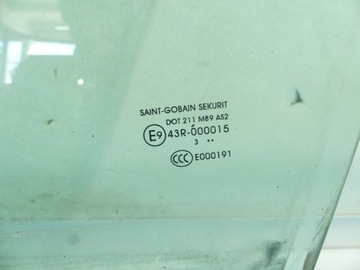 SAINT-GOBAIN SEKURIT
DOT 211 M89 AS2
E9 43R-000015
3 ..
CCC E000191